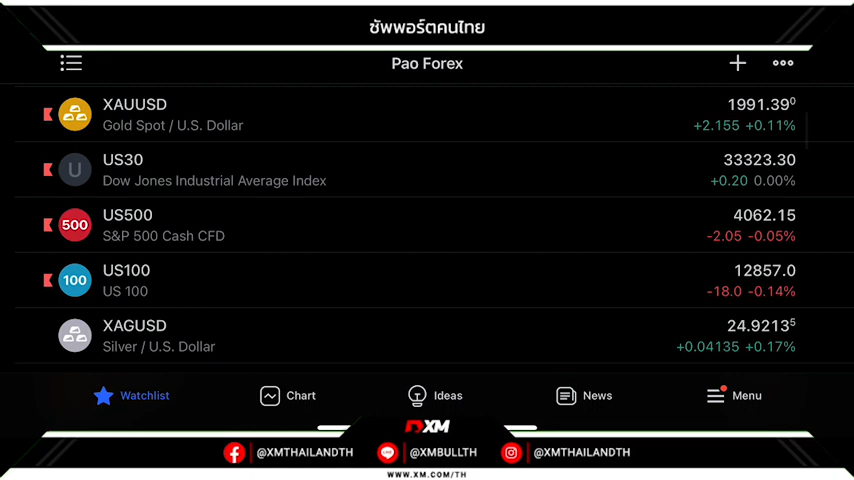 ซัพพอร์ตคนไทย
Pao Forex
XAUUSD 1991.39⁰
Gold Spot / U.S. Dollar +2.155 +0.11%
U
US30 33323.30
Dow Jones Industrial Average Index +0.20 0.00%
500
US500 4062.15
S&P 500 Cash CFD -2.05 -0.05%
100
US100 12857.0
US 100 -18.0 -0.14%
XAGUSD 24.9213⁵
Silver / U.S. Dollar +0.04135 +0.17%
Watchlist Chart Ideas News Menu
XM
@XMTHAILANDTH LINE @XMBULLTH @XMTHAILANDTH
WWW.XM.COM/TH